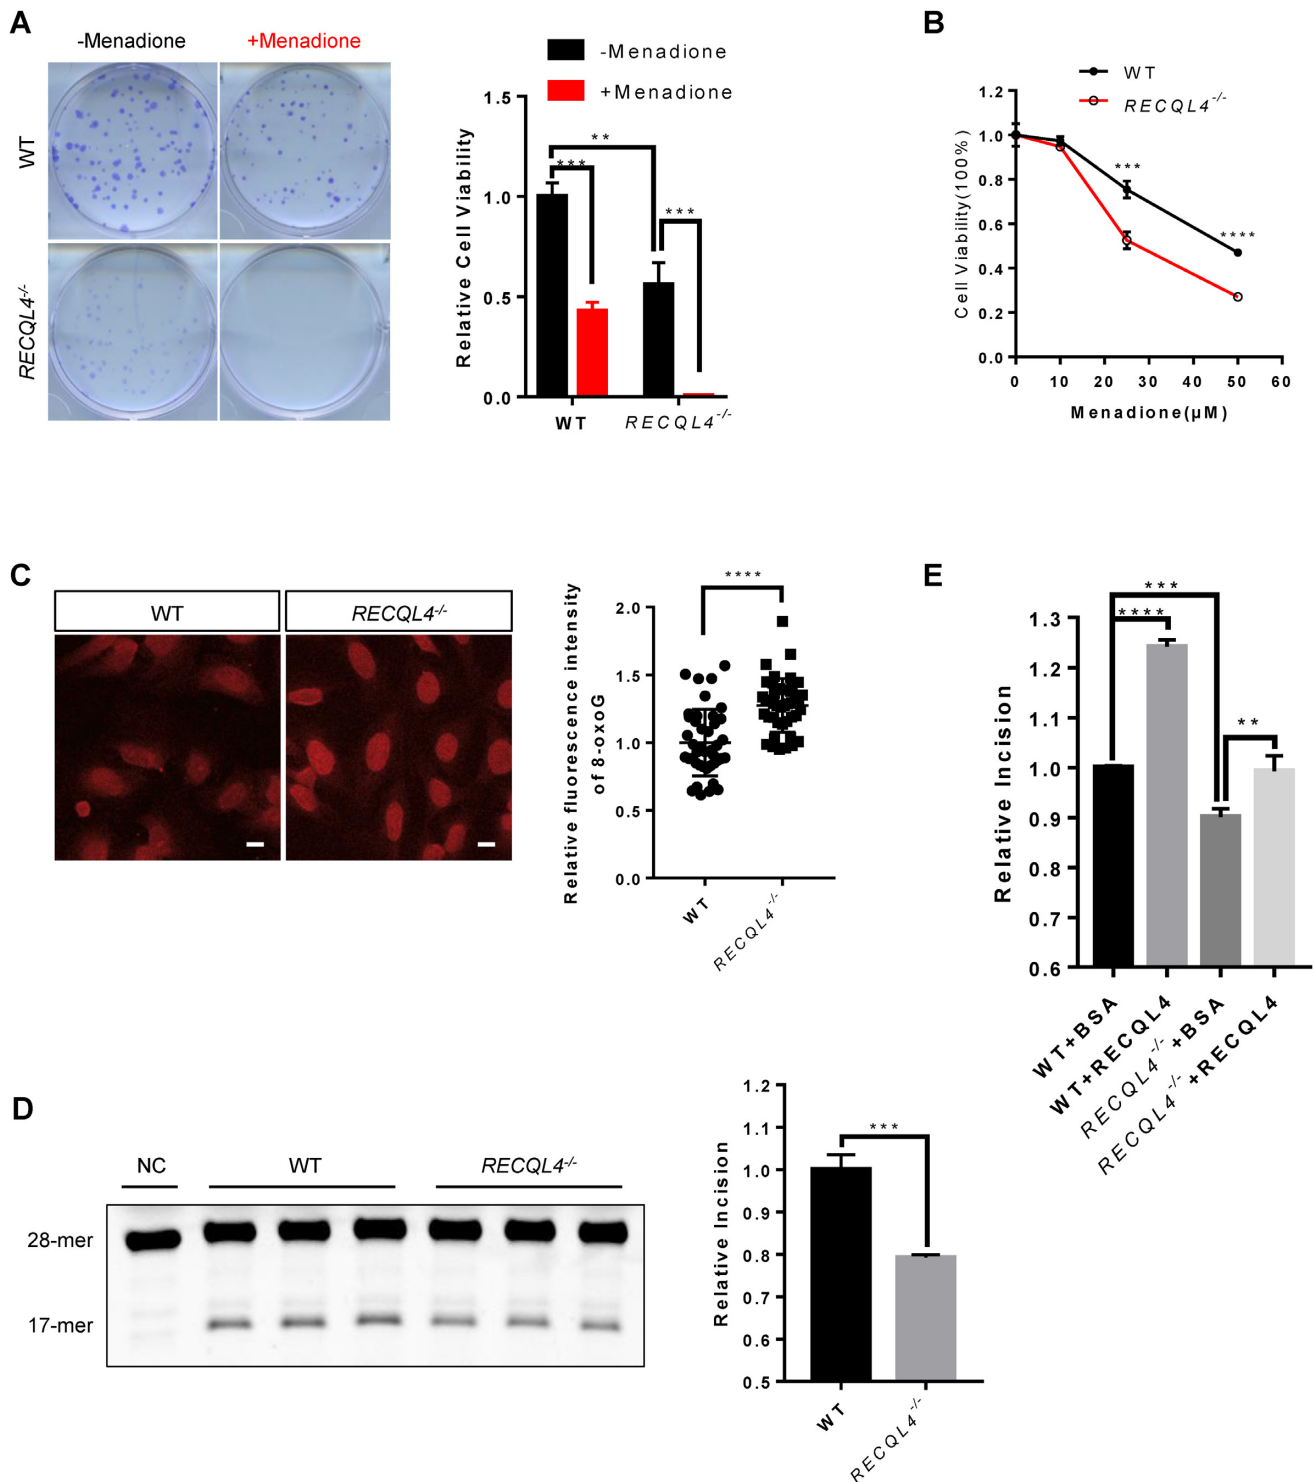 A
-Menadione
+Menadione
WT
RECQL4-/-
-Menadione
+Menadione
Relative Cell Viability
1.5
1.0
0.5
0.0
**
***
***
WT
RECQL4-/-
B
WT
RECQL4-/-
Cell Viability(100%)
1.2
1.0
0.8
0.6
0.4
0.2
0.0
***
****
0 10 20 30 40 50 60
Menadione(μM)
C
WT
RECQL4-/-
Relative fluorescence intensity
of 8-oxoG
2.0
1.5
1.0
0.5
0.0
****
WT
RECQL4-/-
E
Relative Incision
1.3
1.2
1.1
1.0
0.9
0.8
0.7
0.6
***
****
**
WT+BSA
WT+RECQL4
RECQL4-/-+BSA
RECQL4-/-+RECQL4
D
NC
WT
RECQL4-/-
28-mer
17-mer
Relative Incision
1.2
1.1
1.0
0.9
0.8
0.7
0.6
0.5
***
WT
RECQL4-/-